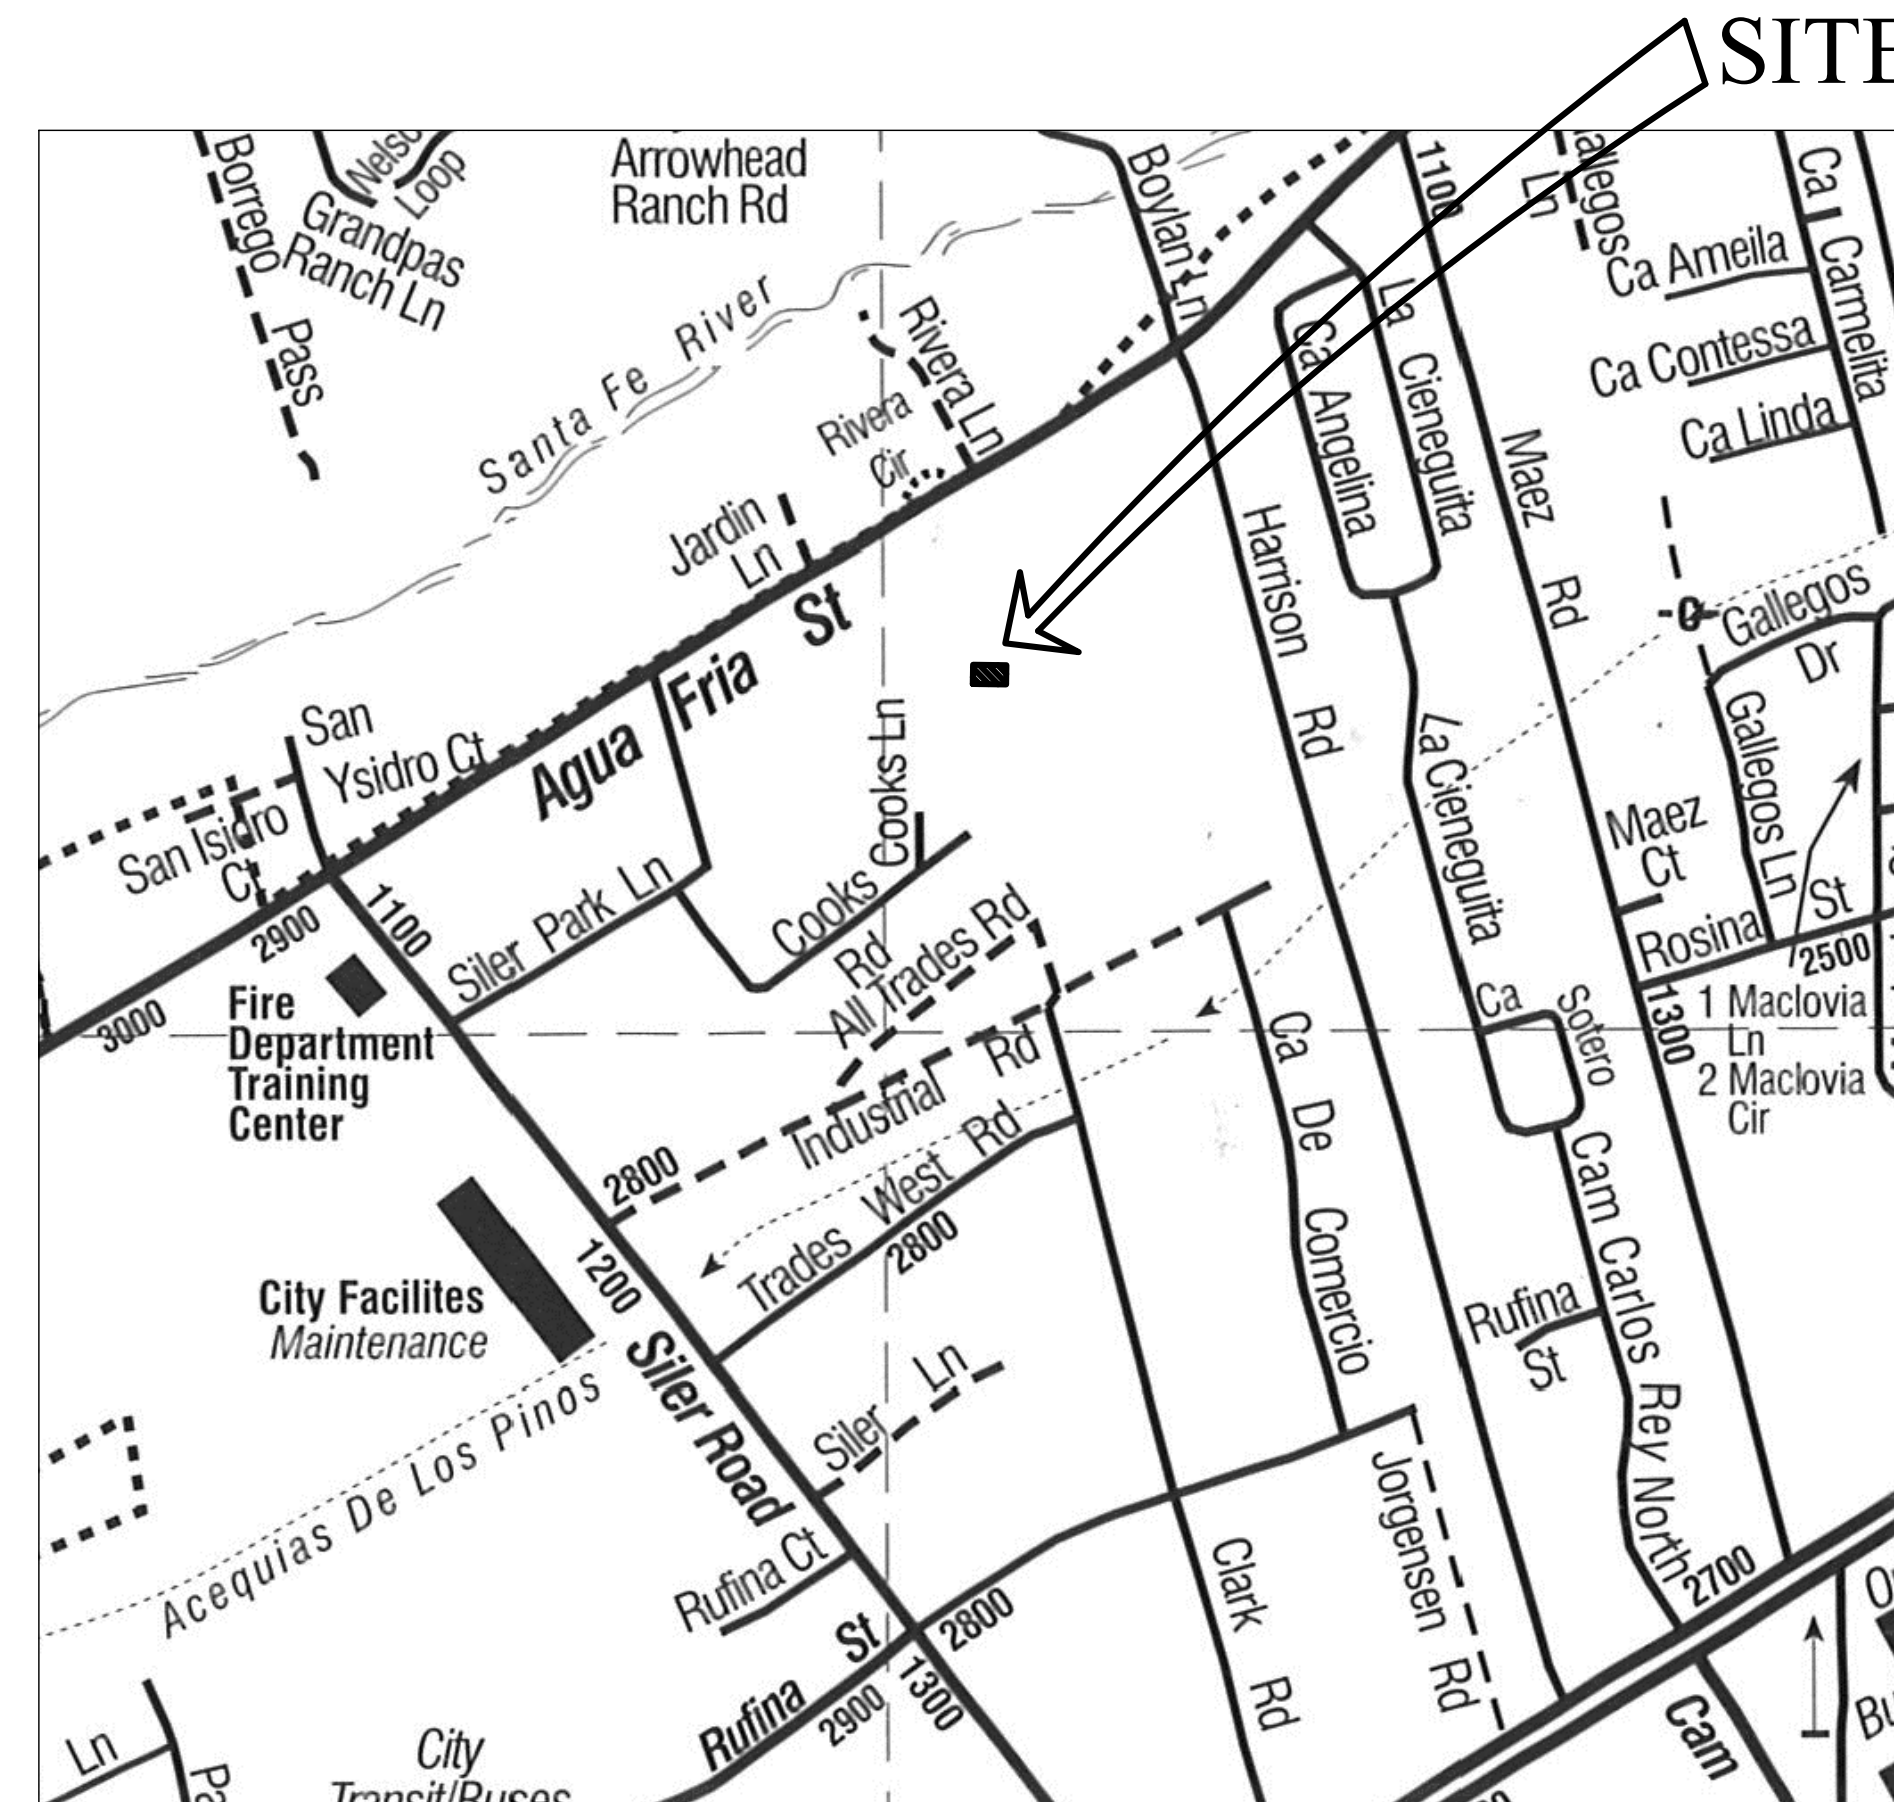 SITE
Borrego
Pass
Nelso
Loop
Grandpas
Ranch Ln
Arrowhead
Ranch Rd
Santa Fe River
Boylan Ln
1100
Ln
Ca Carmelita
Ca Ameila
Ca Contessa
Ca Linda
La Cieneguita
Ca Angelina
Maez Rd
Harrison Rd
Rivera Ln
Rivera
Cir
Jardin
Ln
Agua Fria St
San
Ysidro Ct
San Isidro
Ct
2900
3000
1100
Fire
Department
Training
Center
Siler Park Ln
Cooks Ln
Cooks
Rd
All Trades Rd
Industrial Rd
2800
Trades West Rd
2800
1200
Siler Road
City Facilites
Maintenance
Acequias De Los Pinos
Siler Ln
Rufina Ct
Rufina St
2900
2800
1300
City
Transit/Buses
Ln
Ca De Comercio
Clark Rd
Jorgensen Rd
La Cieneguita
Ca Sotero
Cam Carlos Rey North
Rufina
St
2700
Cam
Gallegos
Dr
Gallegos Ln
Maez
Ct
Rosina St
2500
1300
1 Maclovia
Ln
2 Maclovia
Cir